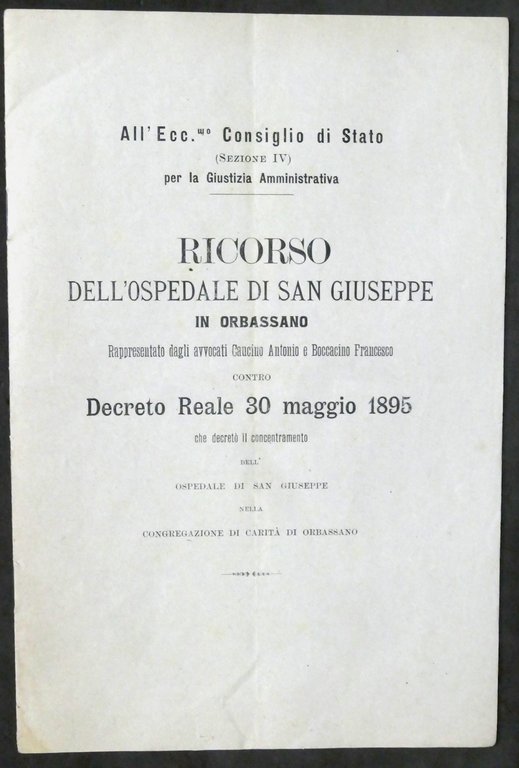 All'Ecc.mo Consiglio di Stato
(Sezione IV)
per la Giustizia Amministrativa
RICORSO
DELL'OSPEDALE DI SAN GIUSEPPE
IN ORBASSANO
Rappresentato dagli avvocati Caucino Antonio e Boccacino Francesco
CONTRO
Decreto Reale 30 maggio 1895
che decretò il concentramento
DELL'
OSPEDALE DI SAN GIUSEPPE
NELLA
CONGREGAZIONE DI CARITÀ DI ORBASSANO